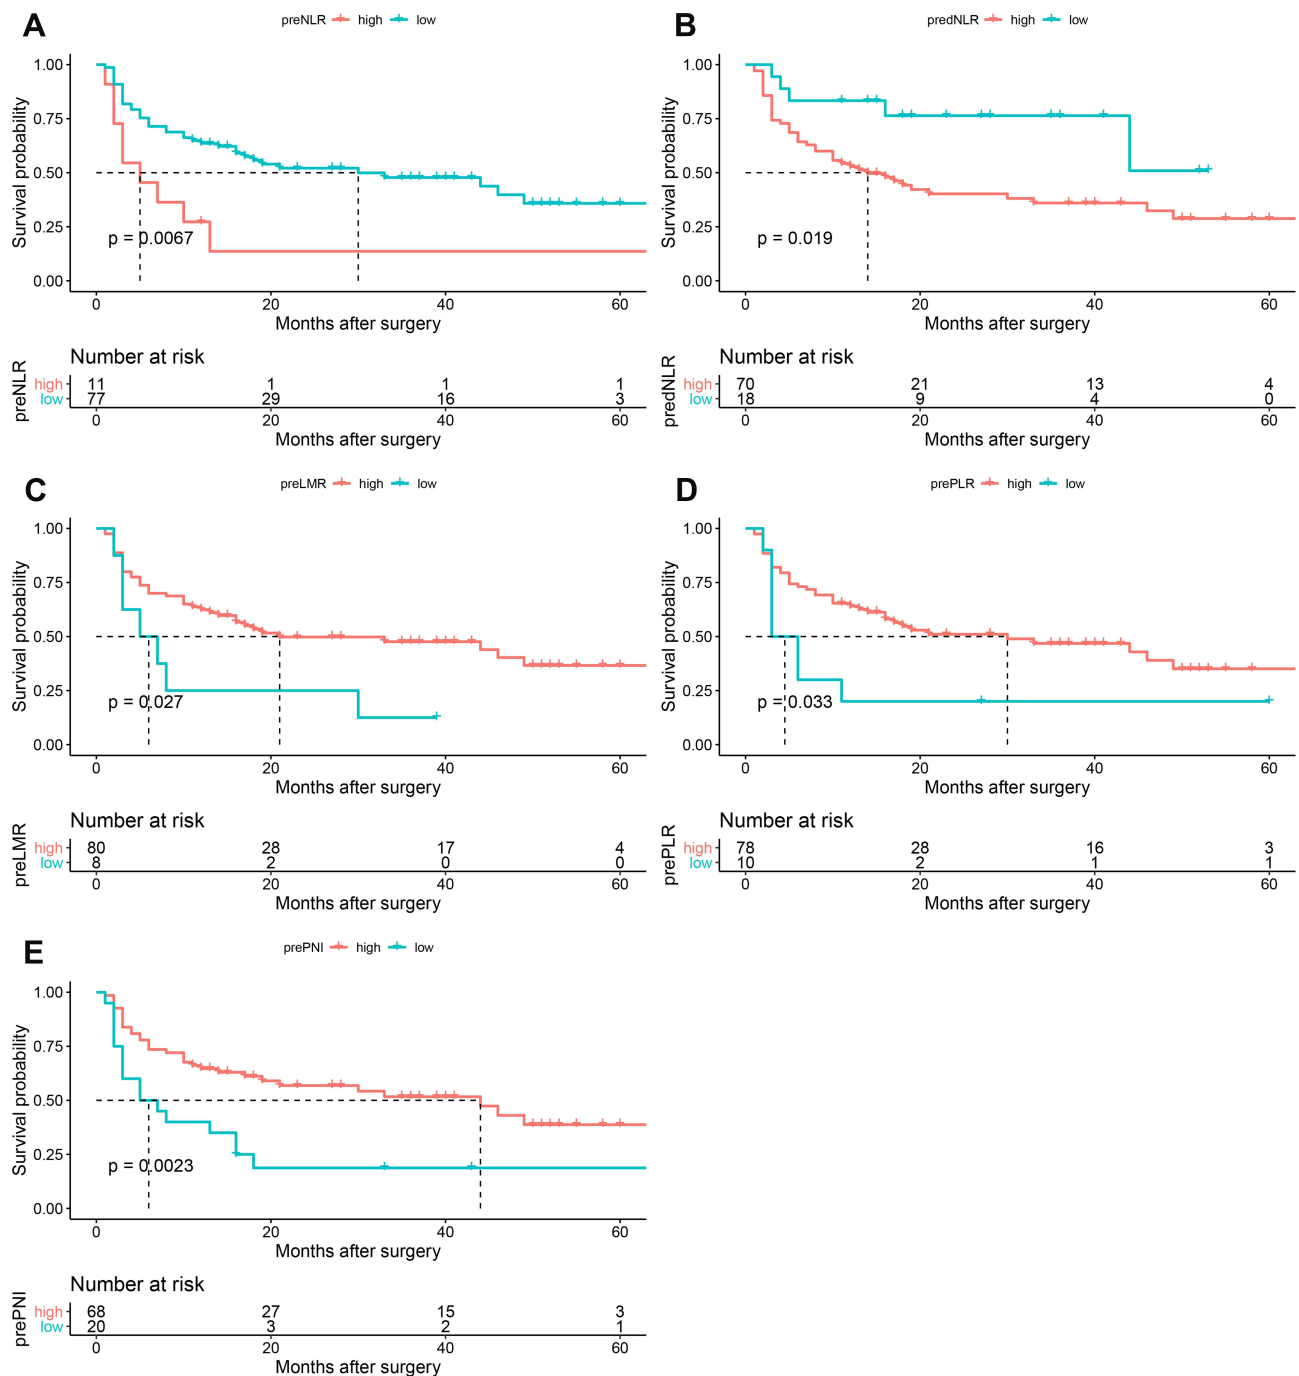 A
preNLR high low
1.00
0.75
0.50
0.25
0.00
Survival probability
p = 0.0067
0 20 40 60
Months after surgery
Number at risk
preNLR
high 11 1 1 1
low 77 29 16 3
0 20 40 60
Months after surgery
B
predNLR high low
1.00
0.75
0.50
0.25
0.00
Survival probability
p = 0.019
0 20 40 60
Months after surgery
Number at risk
predNLR
high 70 21 13 4
low 18 9 4 0
0 20 40 60
Months after surgery
C
preLMR high low
1.00
0.75
0.50
0.25
0.00
Survival probability
p = 0.027
0 20 40 60
Months after surgery
Number at risk
preLMR
high 80 28 17 4
low 8 2 0 0
0 20 40 60
Months after surgery
D
prePLR high low
1.00
0.75
0.50
0.25
0.00
Survival probability
p = 0.033
0 20 40 60
Months after surgery
Number at risk
prePLR
high 78 28 16 3
low 10 2 1 1
0 20 40 60
Months after surgery
E
prePNI high low
1.00
0.75
0.50
0.25
0.00
Survival probability
p = 0.0023
0 20 40 60
Months after surgery
Number at risk
prePNI
high 68 27 15 3
low 20 3 2 1
0 20 40 60
Months after surgery